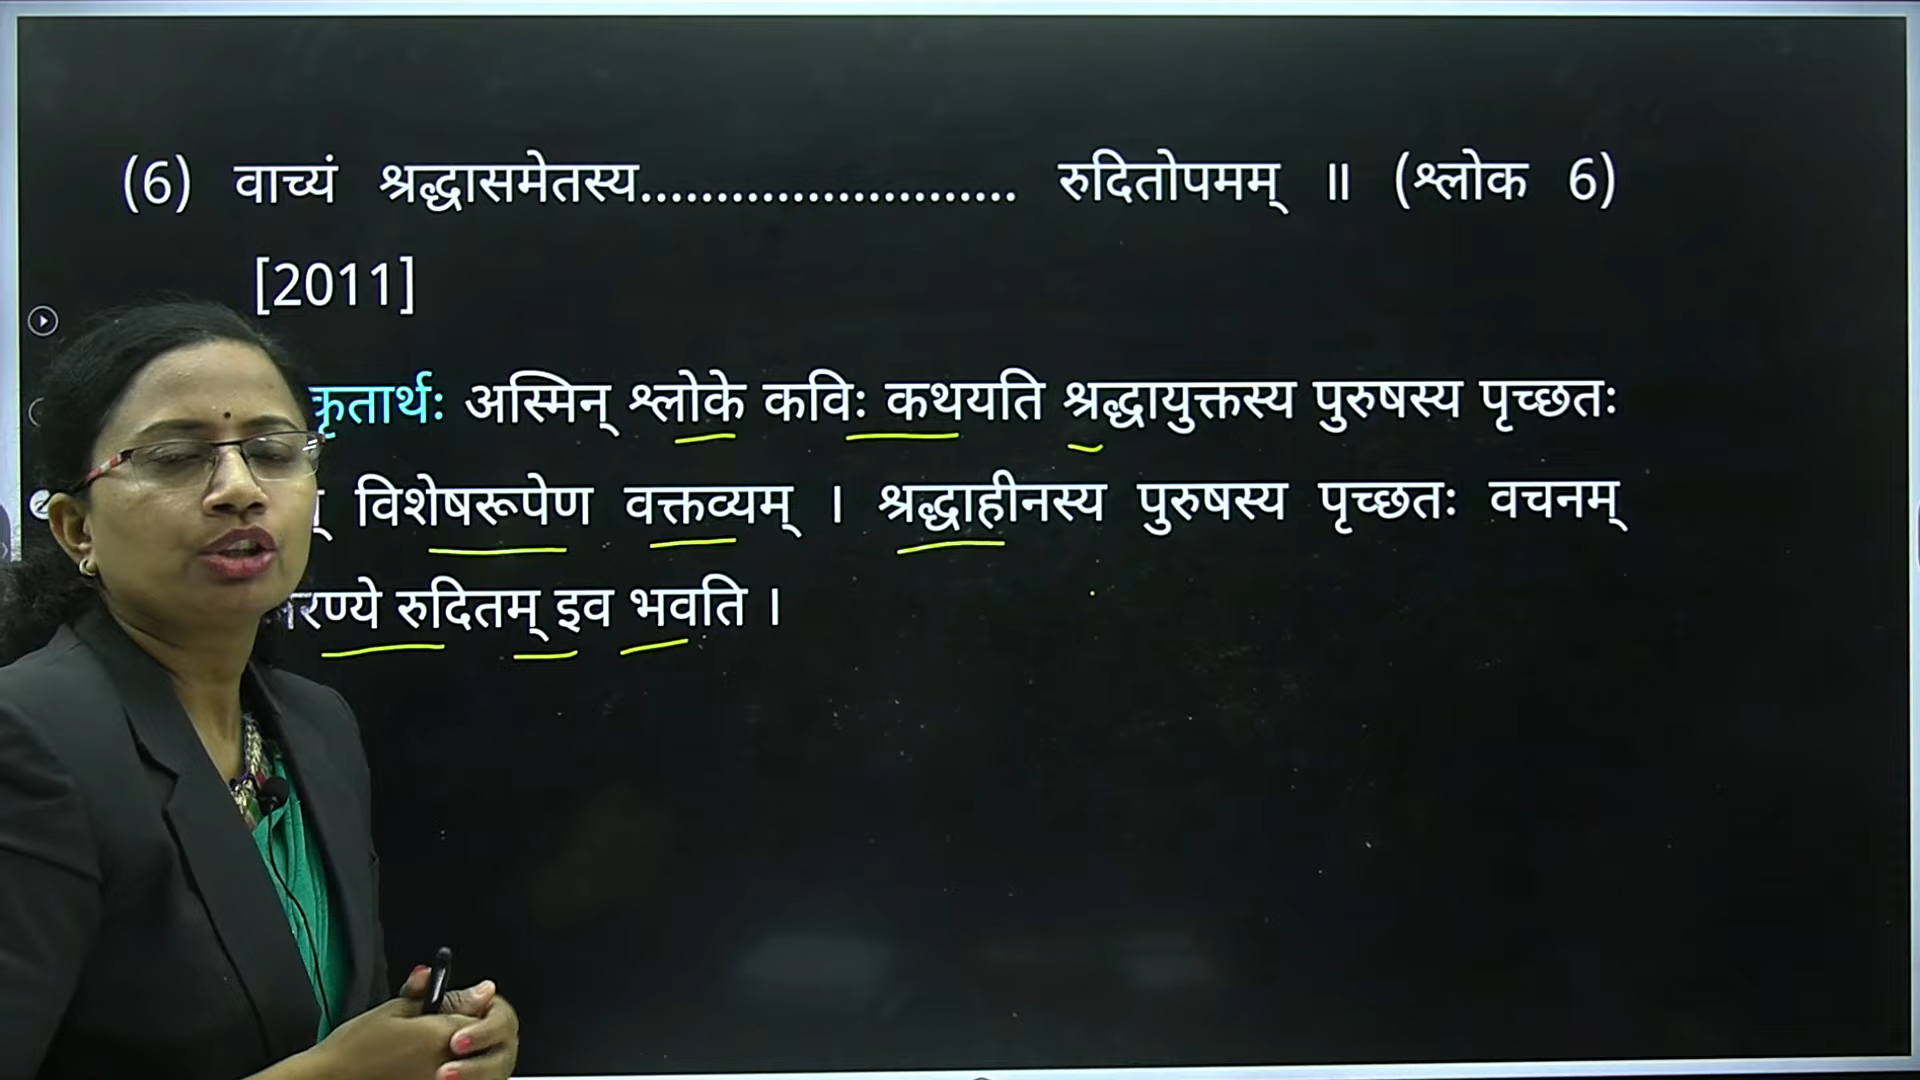 (6) वाच्यं श्रद्धासमेतस्य......................... रुदितोपमम् ॥ (श्लोक 6)
[2011]
कृतार्थः अस्मिन् श्लोके कविः कथयति श्रद्धायुक्तस्य पुरुषस्य पृच्छतः
विशेषरूपेण वक्तव्यम् । श्रद्धाहीनस्य पुरुषस्य पृच्छतः वचनम्
रुदितम् इव भवति ।